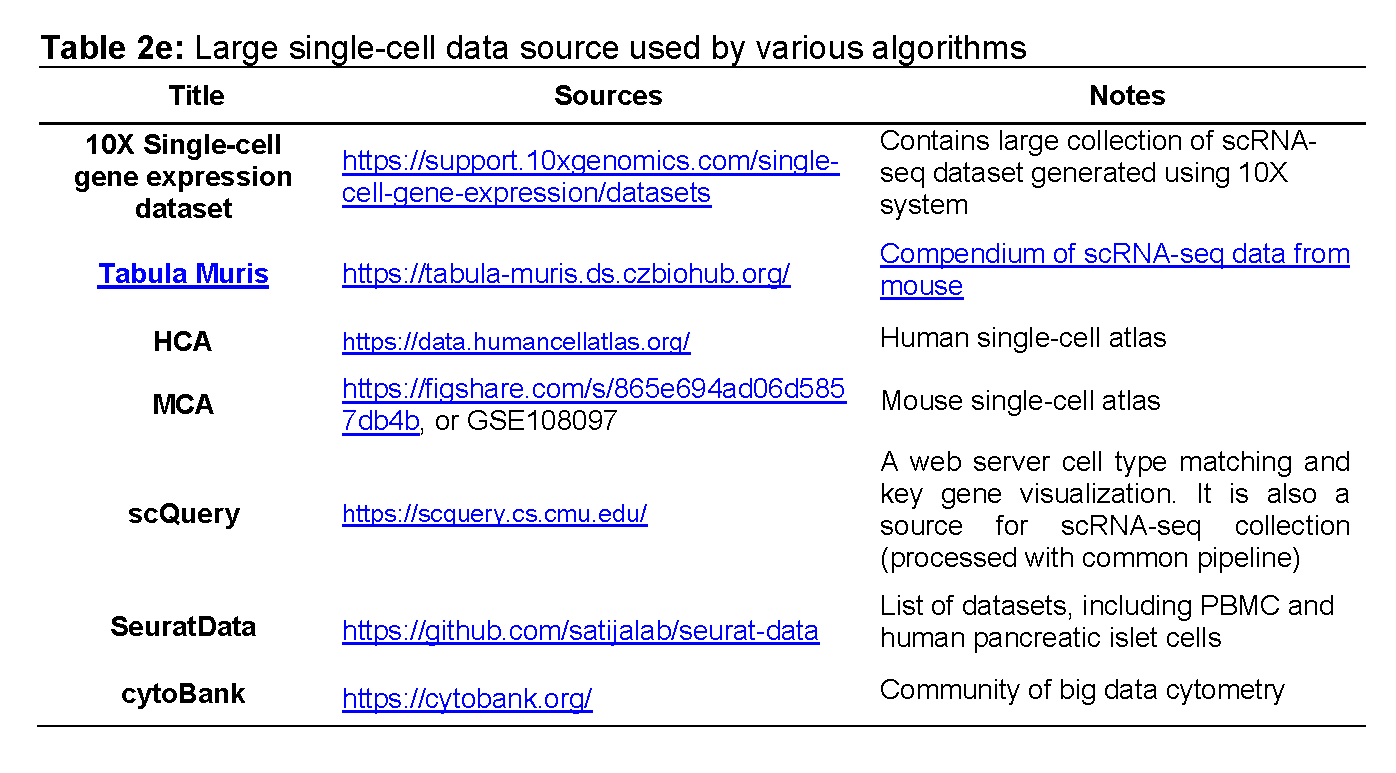 Table 2e: Large single-cell data source used by various algorithms
Title Sources Notes
10X Single-cell
gene expression
dataset
https://support.10xgenomics.com/single-
cell-gene-expression/datasets
Contains large collection of scRNA-
seq dataset generated using 10X
system
Tabula Muris
https://tabula-muris.ds.czbiohub.org/
Compendium of scRNA-seq data from
mouse
HCA
https://data.humancellatlas.org/
Human single-cell atlas
MCA
https://figshare.com/s/865e694ad06d585
7db4b, or GSE108097
Mouse single-cell atlas
scQuery
https://scquery.cs.cmu.edu/
A web server cell type matching and
key gene visualization. It is also a
source for scRNA-seq collection
(processed with common pipeline)
SeuratData
https://github.com/satijalab/seurat-data
List of datasets, including PBMC and
human pancreatic islet cells
cytoBank
https://cytobank.org/
Community of big data cytometry